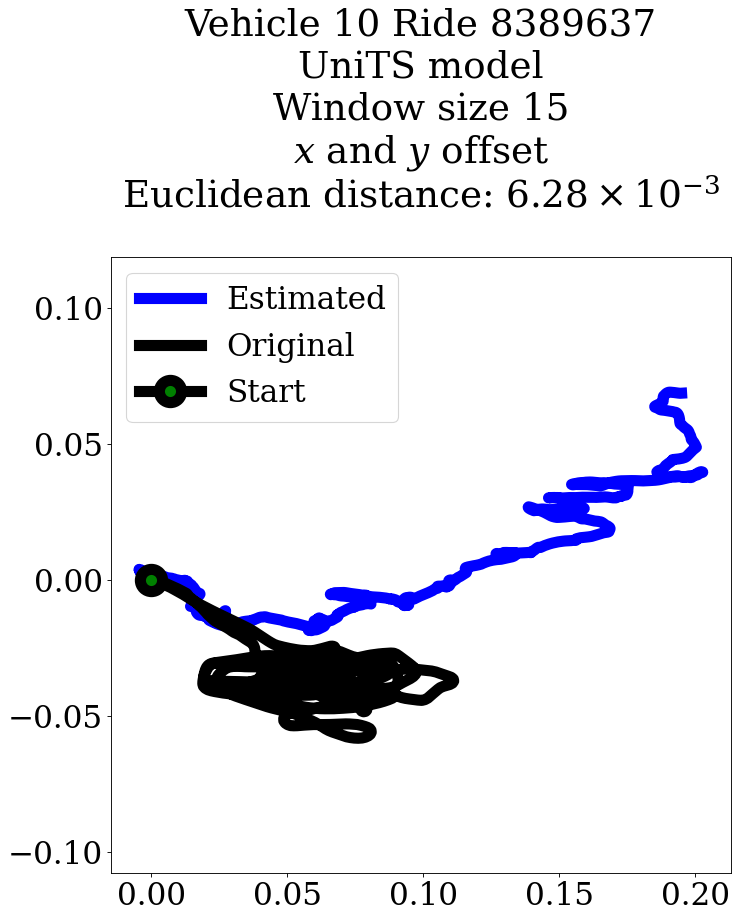 Vehicle 10 Ride 8389637
UniTS model
Window size 15
x and y offset
Euclidean distance: 6.28 × 10⁻³
Estimated
Original
Start
0.10
0.05
0.00
−0.05
−0.10
0.00 0.05 0.10 0.15 0.20